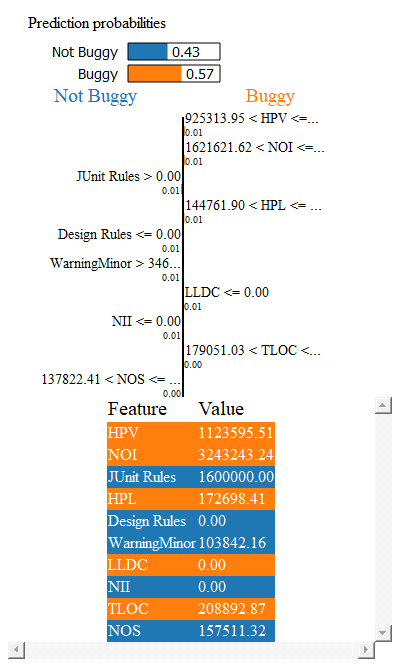 Prediction probabilities
Not Buggy 0.43
Buggy 0.57
Not Buggy Buggy
925313.95 < HPV <=...
0.01
1621621.62 < NOI <=...
0.01
JUnit Rules > 0.00
0.01
144761.90 < HPL <= ...
0.01
Design Rules <= 0.00
0.01
WarningMinor > 346...
0.01
LLDC <= 0.00
0.01
NII <= 0.00
0.01
179051.03 < TLOC <...
0.00
137822.41 < NOS <= ...
0.00
Feature Value
HPV 1123595.51
NOI 3243243.24
JUnit Rules 1600000.00
HPL 172698.41
Design Rules 0.00
WarningMinor 103842.16
LLDC 0.00
NII 0.00
TLOC 208892.87
NOS 157511.32